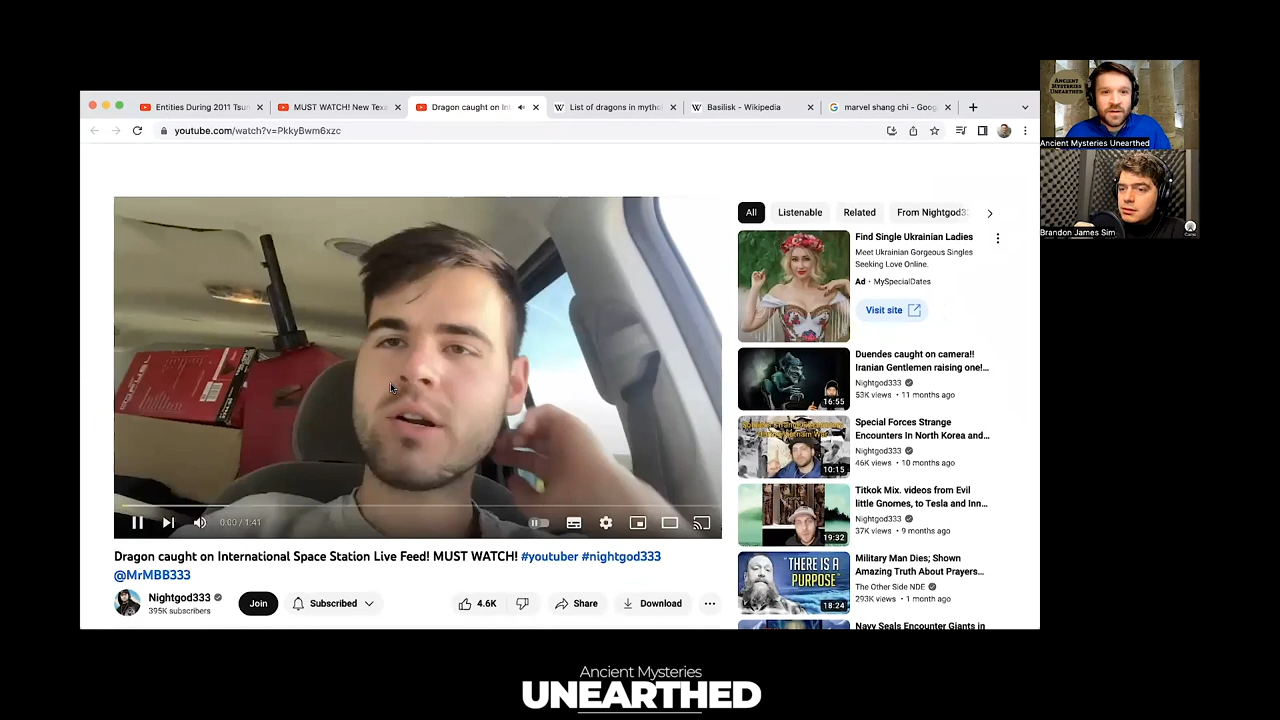 Entities During 2011 Tsun
MUST WATCH! New Texa
Dragon caught on Int
List of dragons in mythol
Basilisk - Wikipedia
marvel shang chi - Goog
youtube.com/watch?v=PkkyBwm6xzc
ANCIENT
MYSTERIES
UNEARTHED
Ancient Mysteries Unearthed
Brandon James Sim
All
Listenable
Related
From Nightgod3
Find Single Ukrainian Ladies
Meet Ukrainian Gorgeous Singles
Seeking Love Online.
Ad · MySpecialDates
Visit site
Duendes caught on camera!!
Iranian Gentlemen raising one!...
Nightgod333
53K views • 11 months ago
16:55
Special Forces Strange
Encounters In North Korea and...
Nightgod333
46K views • 10 months ago
10:15
Titkok Mix. videos from Evil
little Gnomes, to Tesla and Inn...
Nightgod333
37K views • 9 months ago
19:32
"THERE IS A
PURPOSE"
Military Man Dies; Shown
Amazing Truth About Prayers...
The Other Side NDE
293K views • 1 month ago
18:24
Navy Seals Encounter Giants in
0:00 / 1:41
Dragon caught on International Space Station Live Feed! MUST WATCH! #youtuber #nightgod333
@MrMBB333
Nightgod333
395K subscribers
Join
Subscribed
4.6K
Share
Download
Ancient Mysteries
UNEARTHED